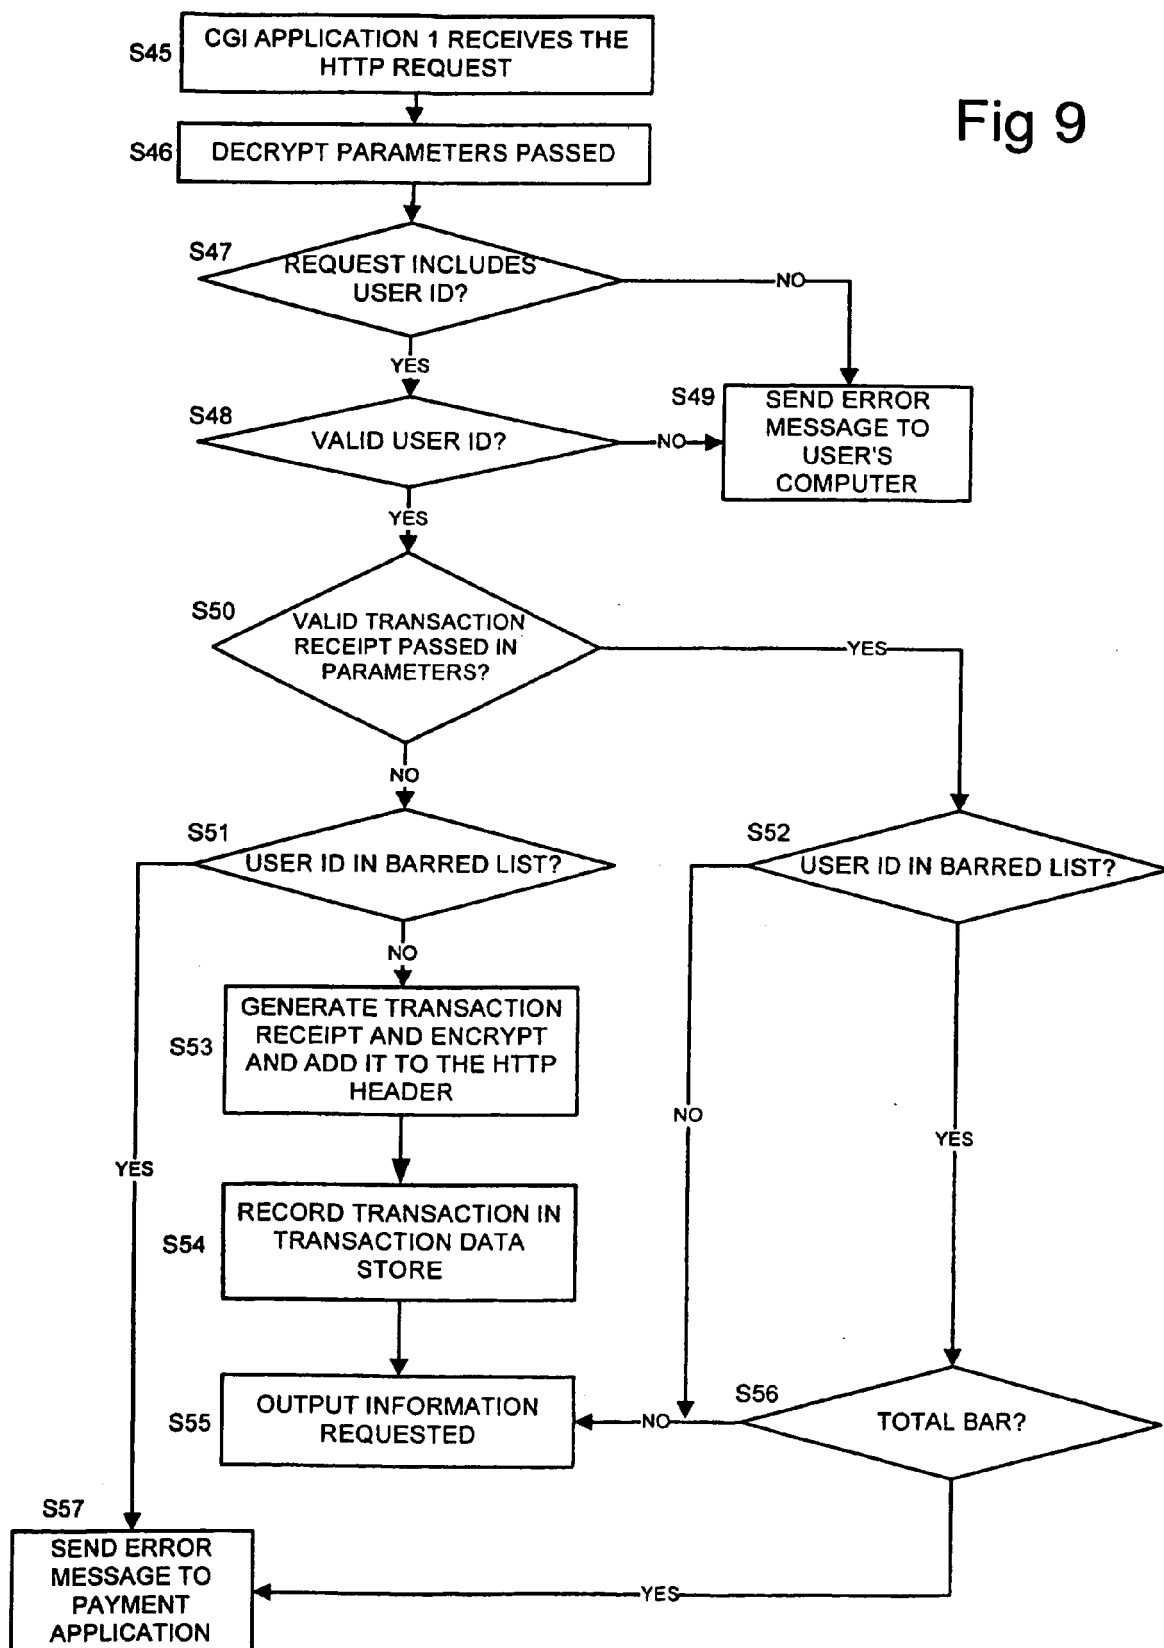 S45
CGI APPLICATION 1 RECEIVES THE
HTTP REQUEST
Fig 9
S46
DECRYPT PARAMETERS PASSED
S47
REQUEST INCLUDES
USER ID?
NO
YES
S48
VALID USER ID?
NO
S49
SEND ERROR
MESSAGE TO
USER'S
COMPUTER
YES
S50
VALID TRANSACTION
RECEIPT PASSED IN
PARAMETERS?
YES
NO
S51
USER ID IN BARRED LIST?
S52
USER ID IN BARRED LIST?
NO
S53
GENERATE TRANSACTION
RECEIPT AND ENCRYPT
AND ADD IT TO THE HTTP
HEADER
NO
YES
YES
S54
RECORD TRANSACTION IN
TRANSACTION DATA
STORE
S55
OUTPUT INFORMATION
REQUESTED
NO
S56
TOTAL BAR?
S57
SEND ERROR
MESSAGE TO
PAYMENT
APPLICATION
YES